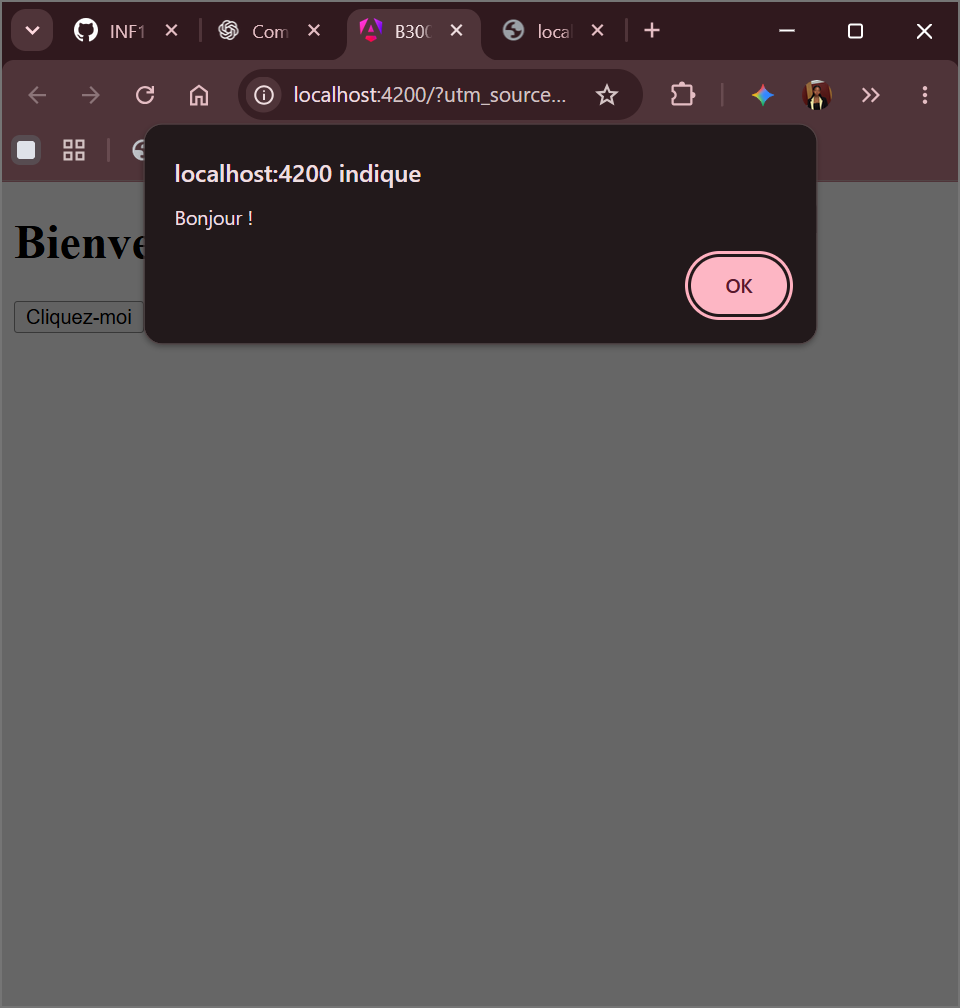 INF1
Com
B300
local
localhost:4200/?utm_source...
localhost:4200 indique
Bonjour !
OK
Bienve
Cliquez-moi